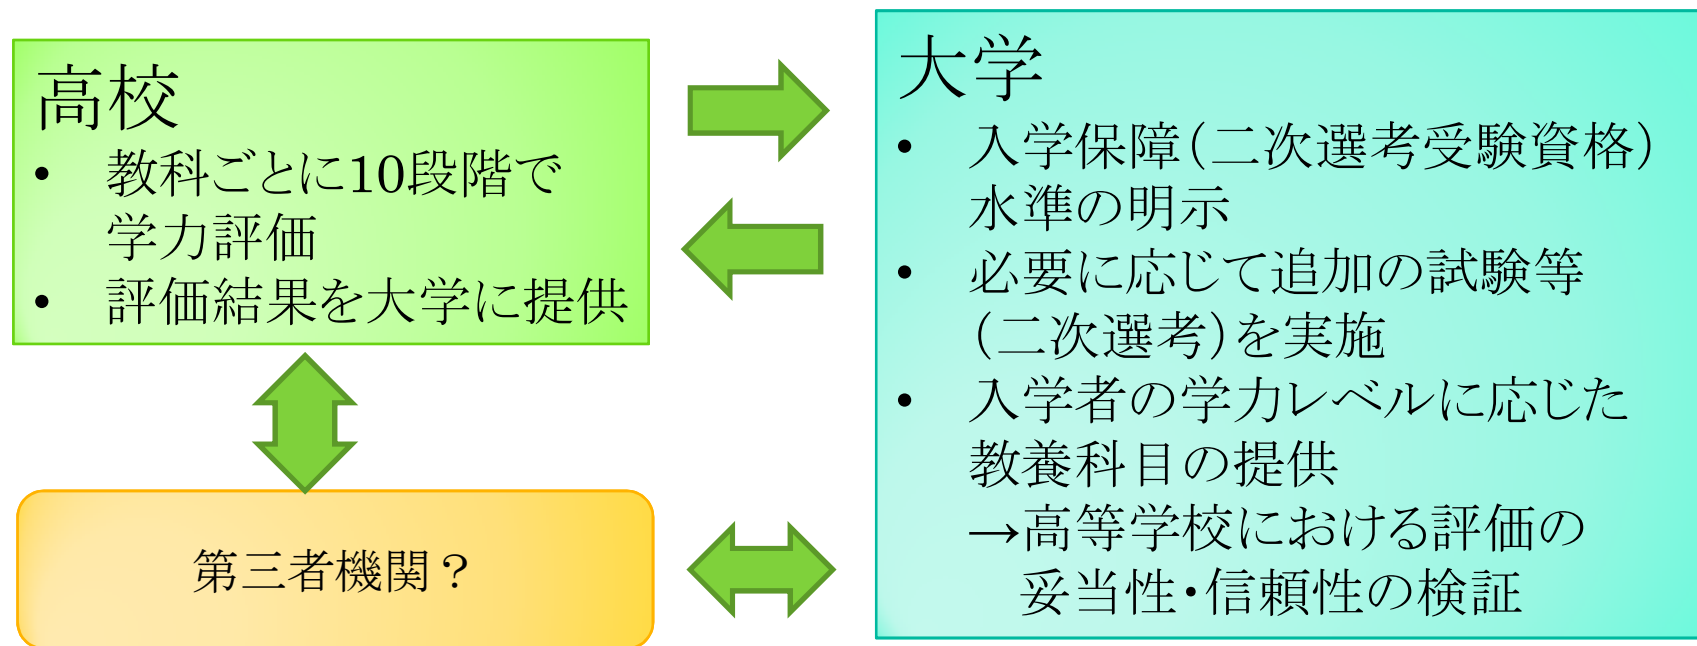 高校
• 教科ごとに10段階で
学力評価
• 評価結果を大学に提供
第三者機関？
大学
• 入学保障（二次選考受験資格）
水準の明示
• 必要に応じて追加の試験等
（二次選考）を実施
• 入学者の学力レベルに応じた
教養科目の提供
→高等学校における評価の
妥当性・信頼性の検証